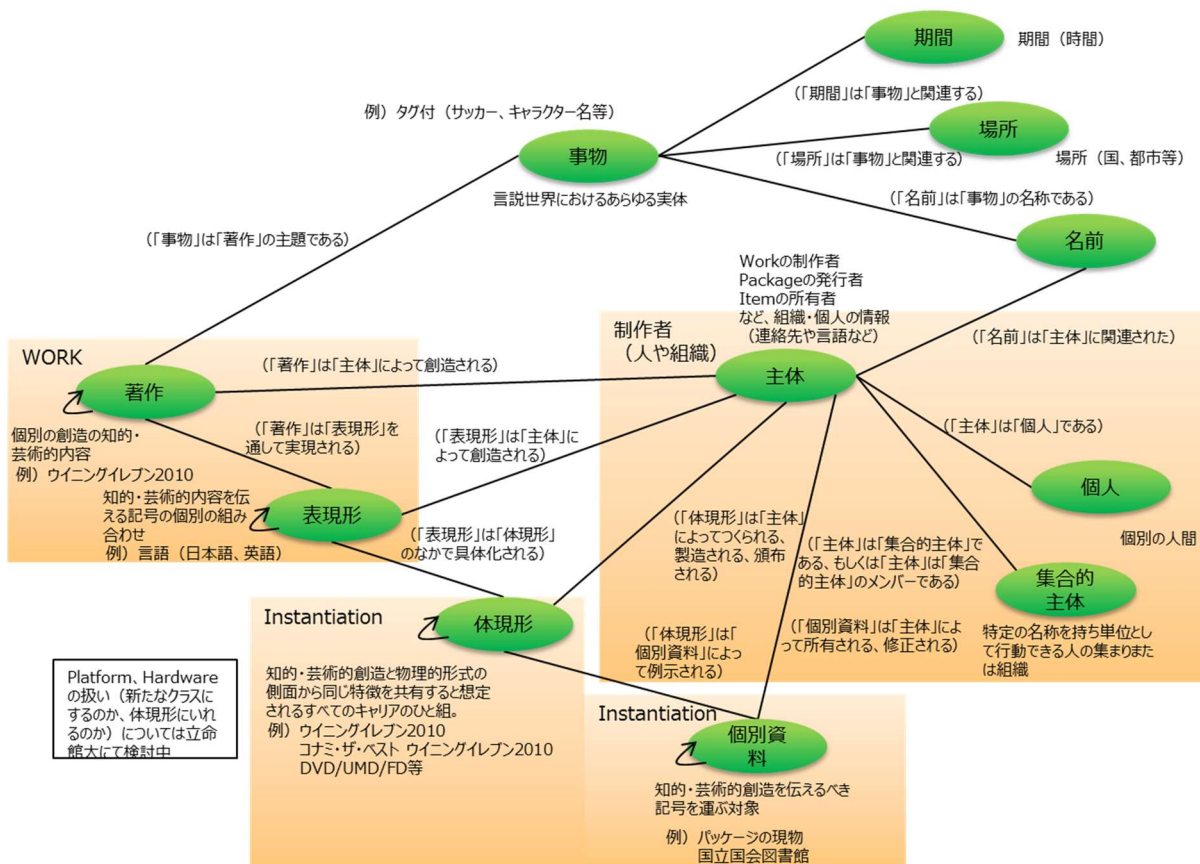 期間
期間（時間）
（「期間」は「事物」と関連する）
例）タグ付（サッカー、キャラクター名等）
場所
事物
（「場所」は「事物」と関連する）
場所（国、都市等）
言説世界におけるあらゆる実体
（「名前」は「事物」の名称である）
（「事物」は「著作」の主題である）
名前
Workの制作者
Packageの発行者
Itemの所有者
など、組織・個人の情報
（連絡先や言語など）
制作者
（人や組織）
（「名前」は「主体」に関連された）
WORK
（「著作」は「主体」によって創造される）
著作
主体
個別の創造の知的・
芸術的内容
例）ウイニングイレブン2010
（「著作」は「表現形」を
通して実現される）
（「表現形」は「主体」に
よって創造される）
（「主体」は「個人」である）
個人
個別の人間
知的・芸術的内容を伝
える記号の個別の組み
合わせ
例）言語（日本語、英語）
表現形
（「表現形」は「体現形」
のなかで具体化される）
（「体現形」は「主体」
によってつくられる、
製造される、頒布
される）
（「主体」は「集合的主体」で
ある、もしくは「主体」は「集合
的主体」のメンバーである）
集合的
主体
特定の名称を持ち単位とし
て行動できる人の集まりまた
は組織
Instantiation
体現形
（「体現形」は「
個別資料」によっ
て例示される）
（「個別資料」は「主体」によ
って所有される、修正される）
知的・芸術的創造と物理的形式の
側面から同じ特徴を共有すると想定
されるすべてのキャリアのひと組。
例）ウイニングイレブン2010
コナミ・ザ・ベスト ウイニングイレブン2010
DVD/UMD/FD等
Platform、Hardware
の扱い（新たなクラスに
するのか、体現形にいれ
るのか）については立命
館大にて検討中
Instantiation
個別資
料
知的・芸術的創造を伝えるべき
記号を運ぶ対象
例）パッケージの現物
国立国会図書館